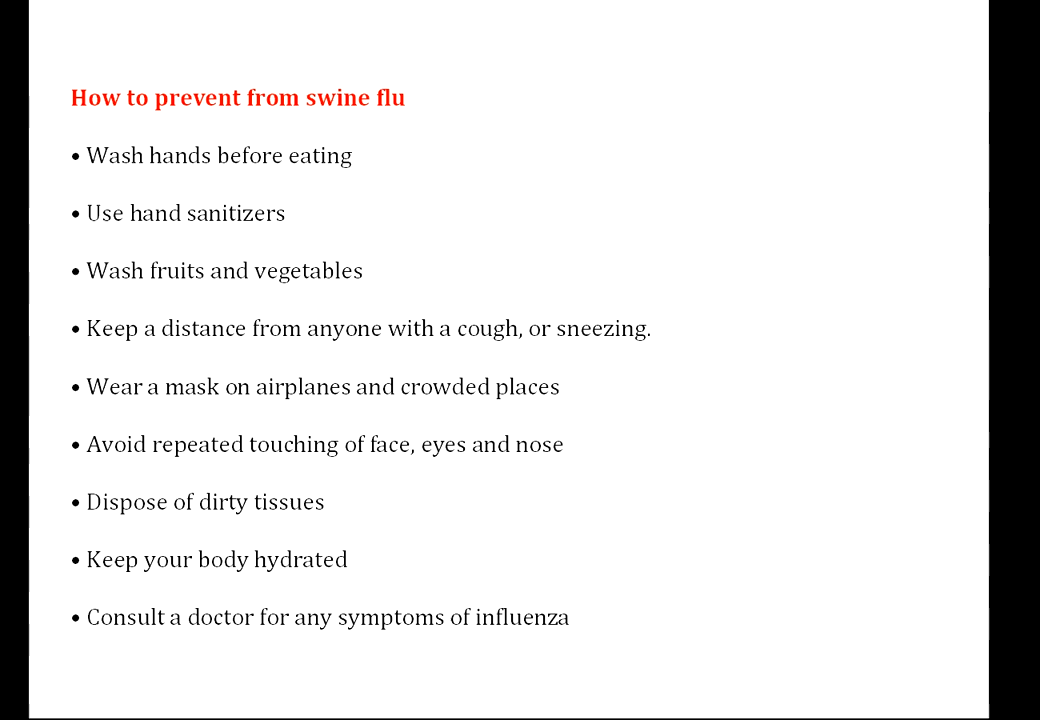 How to prevent from swine flu
• Wash hands before eating
• Use hand sanitizers
• Wash fruits and vegetables
• Keep a distance from anyone with a cough, or sneezing.
• Wear a mask on airplanes and crowded places
• Avoid repeated touching of face, eyes and nose
• Dispose of dirty tissues
• Keep your body hydrated
• Consult a doctor for any symptoms of influenza